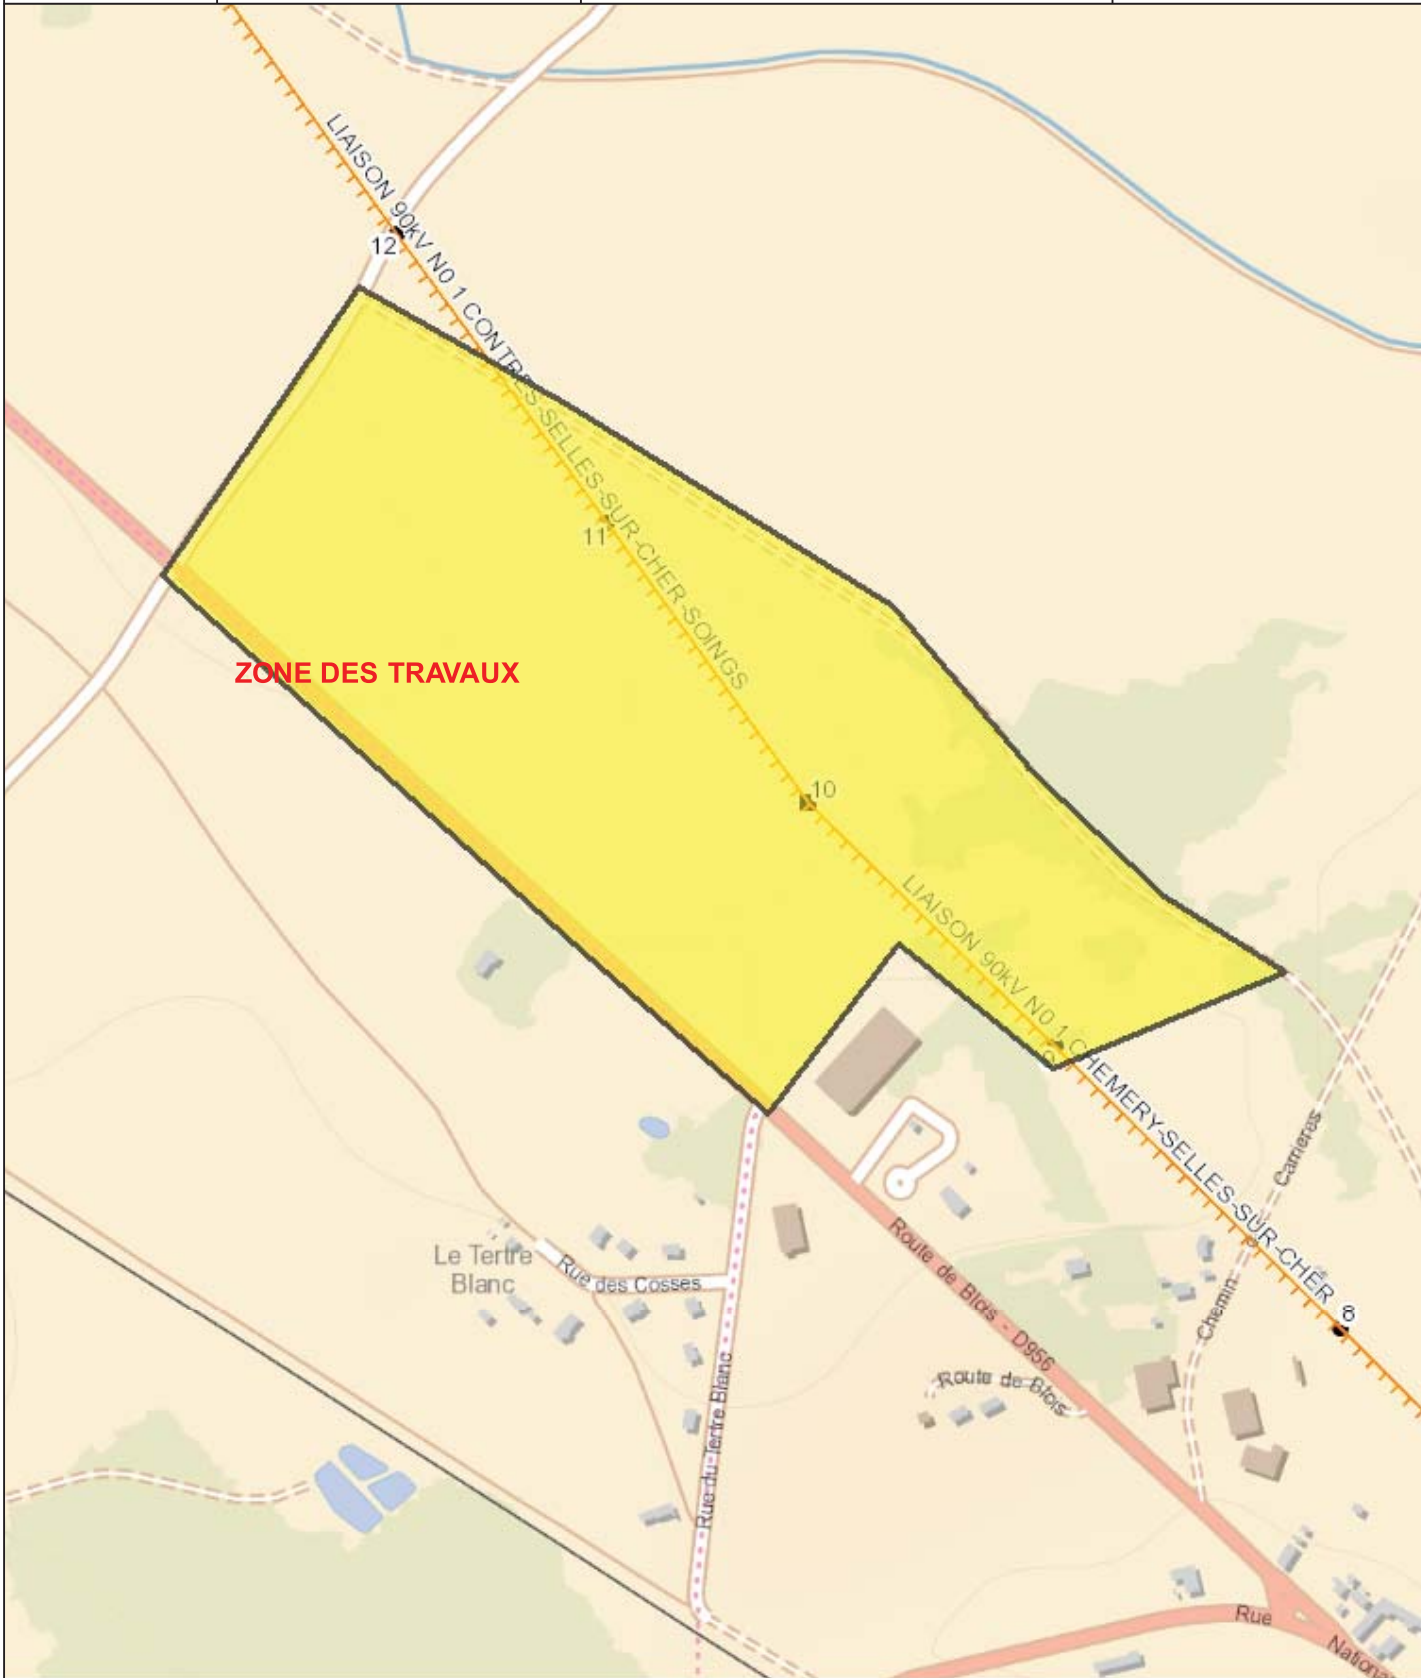 LIAISON 90kV N0 1 CONTRES-SELLES-SUR-CHER-SOINGS
12
11
ZONE DES TRAVAUX
10
LIAISON 90kV N0 1 CHEMERY-SELLES-SUR-CHER
9
8
Chemin Carrieres
Le Tertre
Blanc
Rue des Cosses
Route de Blois - D956
Route de Blois
Rue du Tertre Blanc
Rue